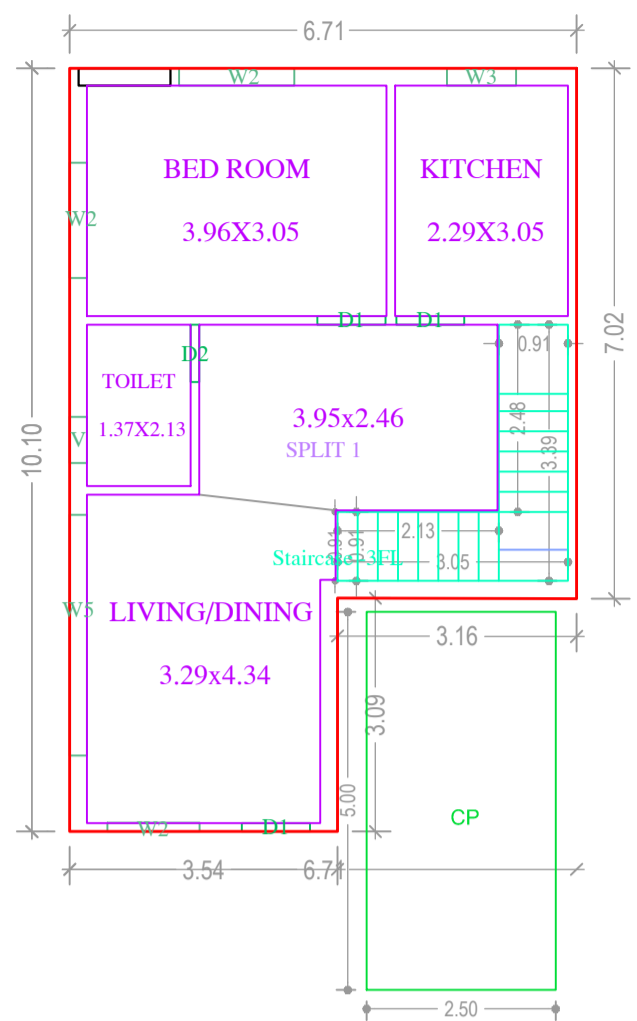 6.71
W2
W3
BED ROOM
KITCHEN
3.96X3.05
2.29X3.05
W2
7.02
D1
D1
0.91
D2
TOILET
1.37X2.13
3.95x2.46
SPLIT 1
2.48
3.39
V
10.10
2.13
0.91
0.91
Staircase-3FL
3.05
W5
LIVING/DINING
3.16
3.29x4.34
3.09
5.00
CP
W2
D1
3.54
6.71
2.50